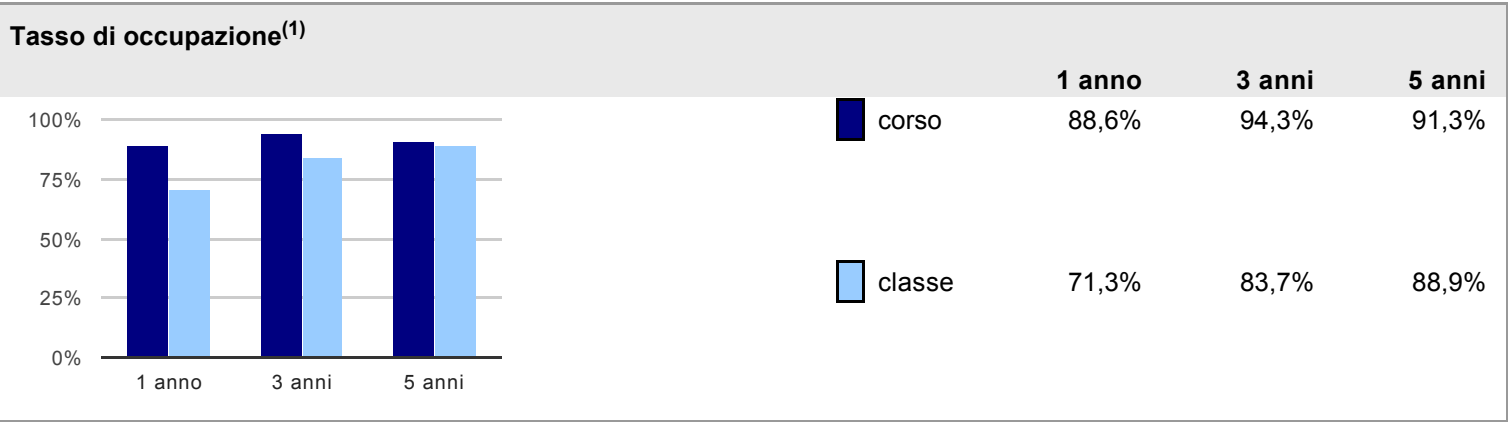 Tasso di occupazione(1)
1 anno 3 anni 5 anni
100%
75%
50%
25%
0%
1 anno 3 anni 5 anni
corso 88,6% 94,3% 91,3%
classe 71,3% 83,7% 88,9%